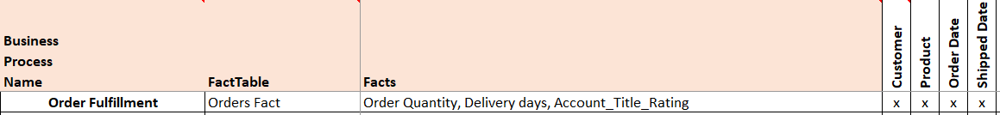 Business
Process
Name
FactTable
Facts
Customer
Product
Order Date
Shipped Date
Order Fulfillment
Orders Fact
Order Quantity, Delivery days, Account_Title_Rating
x
x
x
x